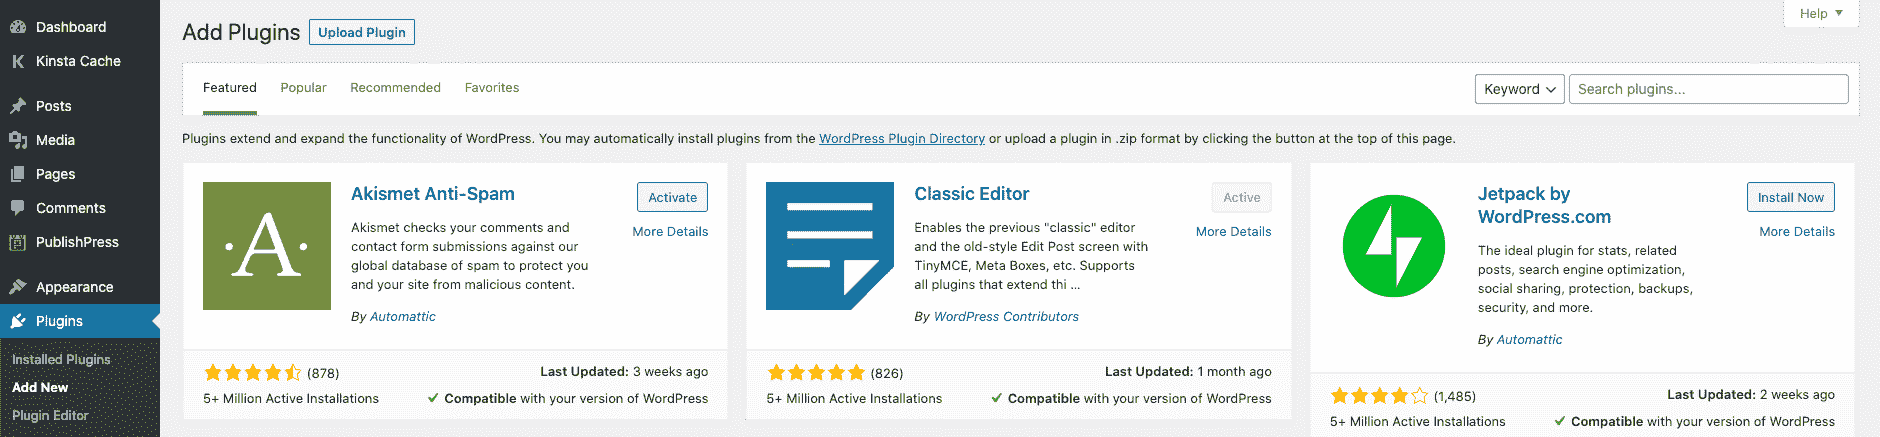 Dashboard
Kinsta Cache
Posts
Media
Pages
Comments
PublishPress
Appearance
Plugins
Installed Plugins
Add New
Plugin Editor
Add Plugins Upload Plugin
Help
Featured Popular Recommended Favorites
Keyword Search plugins...
Plugins extend and expand the functionality of WordPress. You may automatically install plugins from the WordPress Plugin Directory or upload a plugin in .zip format by clicking the button at the top of this page.
A
Akismet Anti-Spam
Activate
More Details
Akismet checks your comments and
contact form submissions against our
global database of spam to protect you
and your site from malicious content.
By Automattic
(878)
Last Updated: 3 weeks ago
5+ Million Active Installations
Compatible with your version of WordPress
Classic Editor
Active
More Details
Enables the previous "classic" editor
and the old-style Edit Post screen with
TinyMCE, Meta Boxes, etc. Supports
all plugins that extend thi ...
By WordPress Contributors
(826)
Last Updated: 1 month ago
5+ Million Active Installations
Compatible with your version of WordPress
Jetpack by
WordPress.com
Install Now
More Details
The ideal plugin for stats, related
posts, search engine optimization,
social sharing, protection, backups,
security, and more.
By Automattic
(1,485)
Last Updated: 2 weeks ago
5+ Million Active Installations
Compatible with your version of WordPress